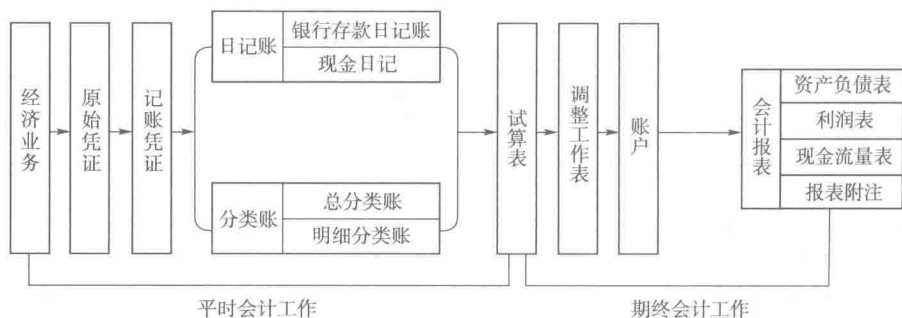 经济业务
原始凭证
记账凭证
日记账
银行存款日记账
现金日记
分类账
总分类账
明细分类账
试算表
调整工作表
账户
会计报表
资产负债表
利润表
现金流量表
报表附注
平时会计工作
期终会计工作